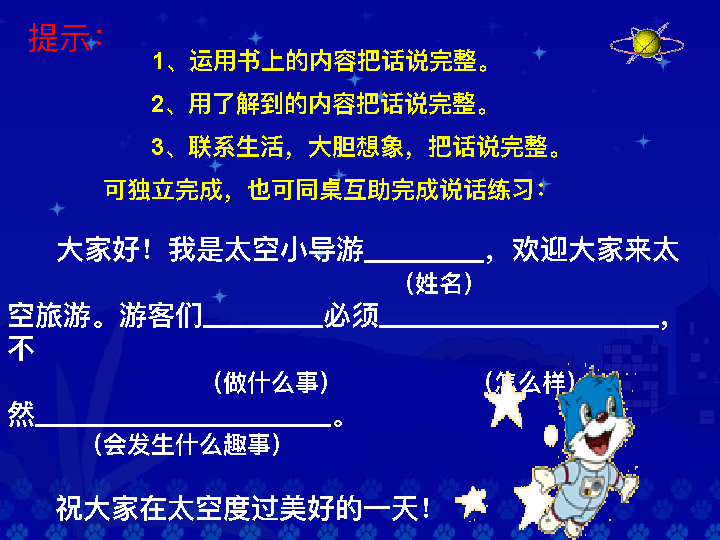 提示：
1、运用书上的内容把话说完整。
2、用了解到的内容把话说完整。
3、联系生活，大胆想象，把话说完整。
可独立完成，也可同桌互助完成说话练习：
大家好！我是太空小导游________，欢迎大家来太
（姓名）
空旅游。游客们________必须__________________，
不
（做什么事） （怎么样）
然____________________。
（会发生什么趣事）
祝大家在太空度过美好的一天！